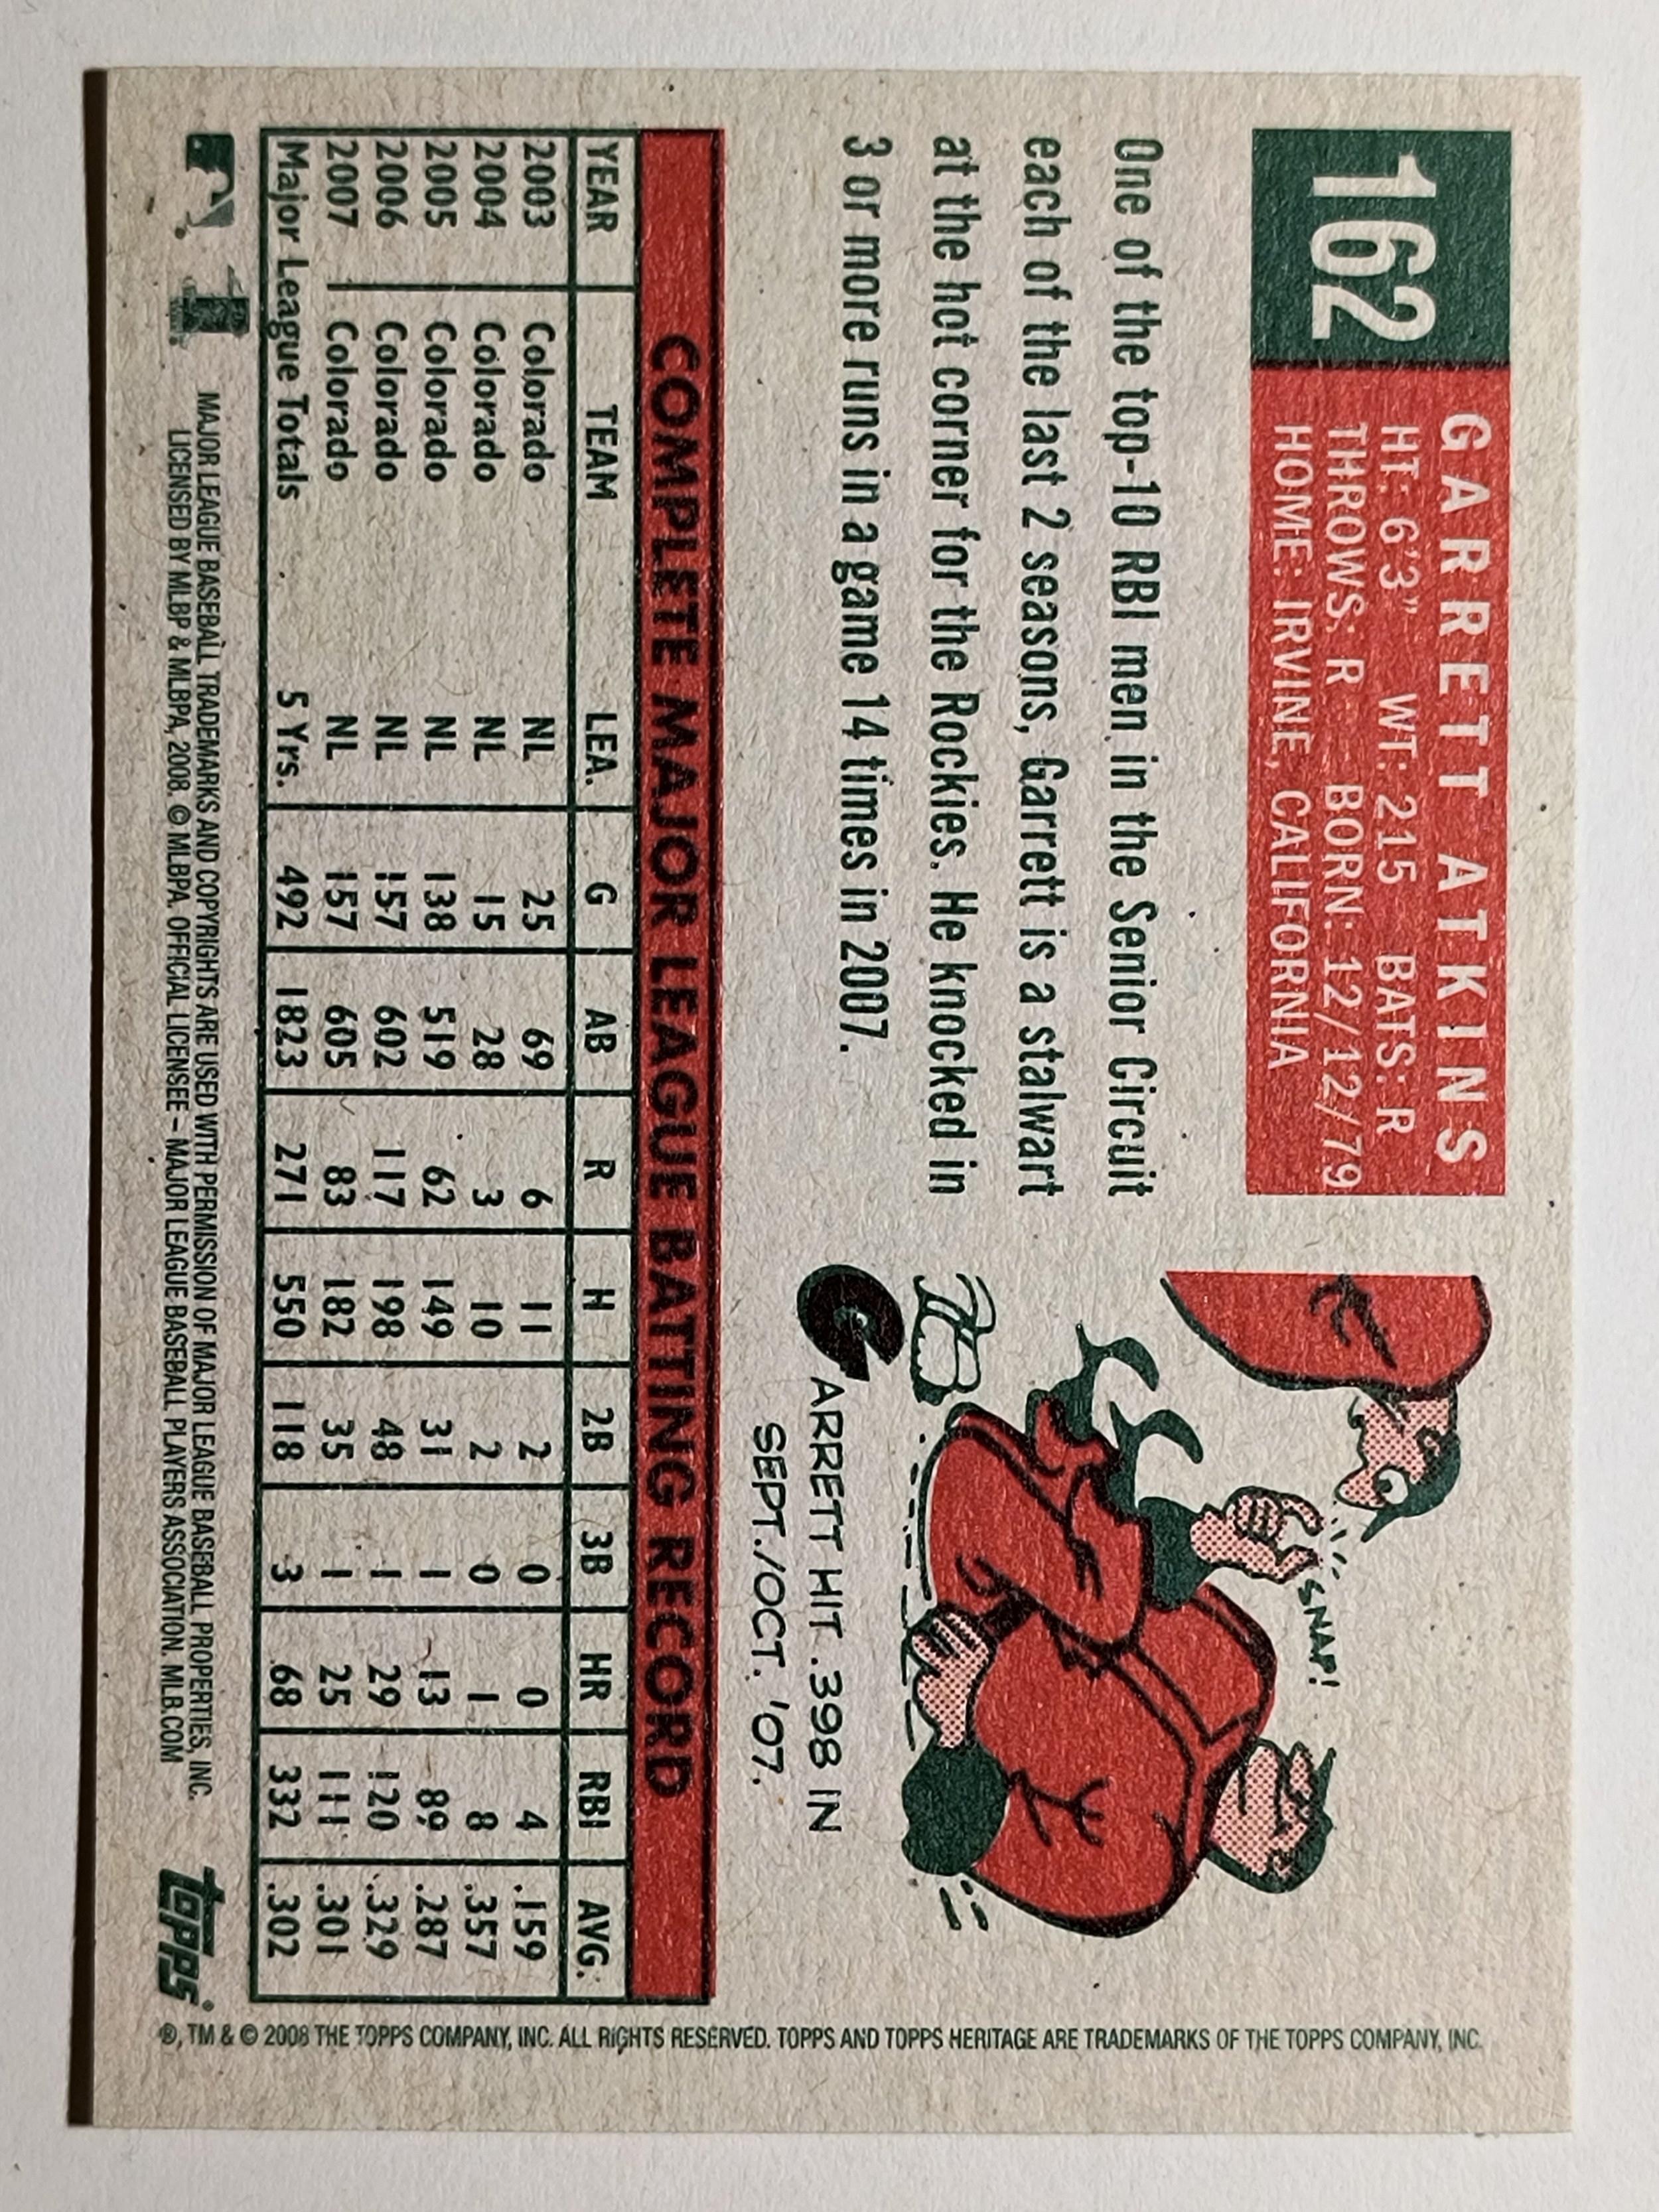 162
GARRETT ATKINS
HT: 6'3" WT: 215 BATS: R
THROWS: R BORN: 12/12/79
HOME: IRVINE, CALIFORNIA
One of the top-10 RBI men in the Senior Circuit
each of the last 2 seasons, Garrett is a stalwart
at the hot corner for the Rockies. He knocked in
3 or more runs in a game 14 times in 2007.
SNAP!
GARRETT HIT .398 IN
SEPT./OCT. '07.
COMPLETE MAJOR LEAGUE BATTING RECORD
YEAR TEAM LEA. G AB R H 2B 3B HR RBI AVG.
2003 Colorado NL 25 69 6 11 2 0 0 4 .159
2004 Colorado NL 15 28 3 10 2 0 1 8 .357
2005 Colorado NL 138 519 62 149 31 1 13 89 .287
2006 Colorado NL 157 602 117 198 48 1 29 120 .329
2007 Colorado NL 157 605 83 182 35 1 25 111 .301
Major League Totals 5 Yrs. 492 1823 271 550 118 3 68 332 .302
MAJOR LEAGUE BASEBALL TRADEMARKS AND COPYRIGHTS ARE USED WITH PERMISSION OF MAJOR LEAGUE BASEBALL PROPERTIES, INC.
LICENSED BY MLBP & MLBPA, 2008. © MLBPA. OFFICIAL LICENSEE – MAJOR LEAGUE BASEBALL PLAYERS ASSOCIATION. MLB.COM
topps®
®, TM & © 2008 THE TOPPS COMPANY, INC. ALL RIGHTS RESERVED. TOPPS AND TOPPS HERITAGE ARE TRADEMARKS OF THE TOPPS COMPANY, INC.